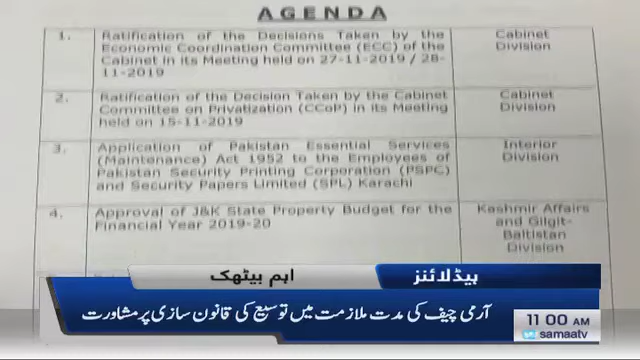 AGENDA
1. Ratification of the Decisions Taken by the Cabinet
Economic Coordination Committee (ECC) of the Division
Cabinet in its Meeting held on 27-11-2019 / 28-
11-2019
2. Ratification of the Decision Taken by the Cabinet Cabinet
Committee on Privatization (CCoP) in its Meeting Division
held on 15-11-2019
3. Application of Pakistan Essential Services Interior
(Maintenance) Act 1952 to the Employees of Division
Pakistan Security Printing Corporation (PSPC)
and Security Papers Limited (SPL) Karachi
4. Approval of J&K State Property Budget for the Kashmir Affairs
Financial Year 2019-20 and Gilgit-
Baltistan
Division
ہیڈلائنز اہم بیٹھک
آرمی چیف کی مدت ملازمت میں توسیع کی قانون سازی پر مشاورت
11:00 AM
samaatv